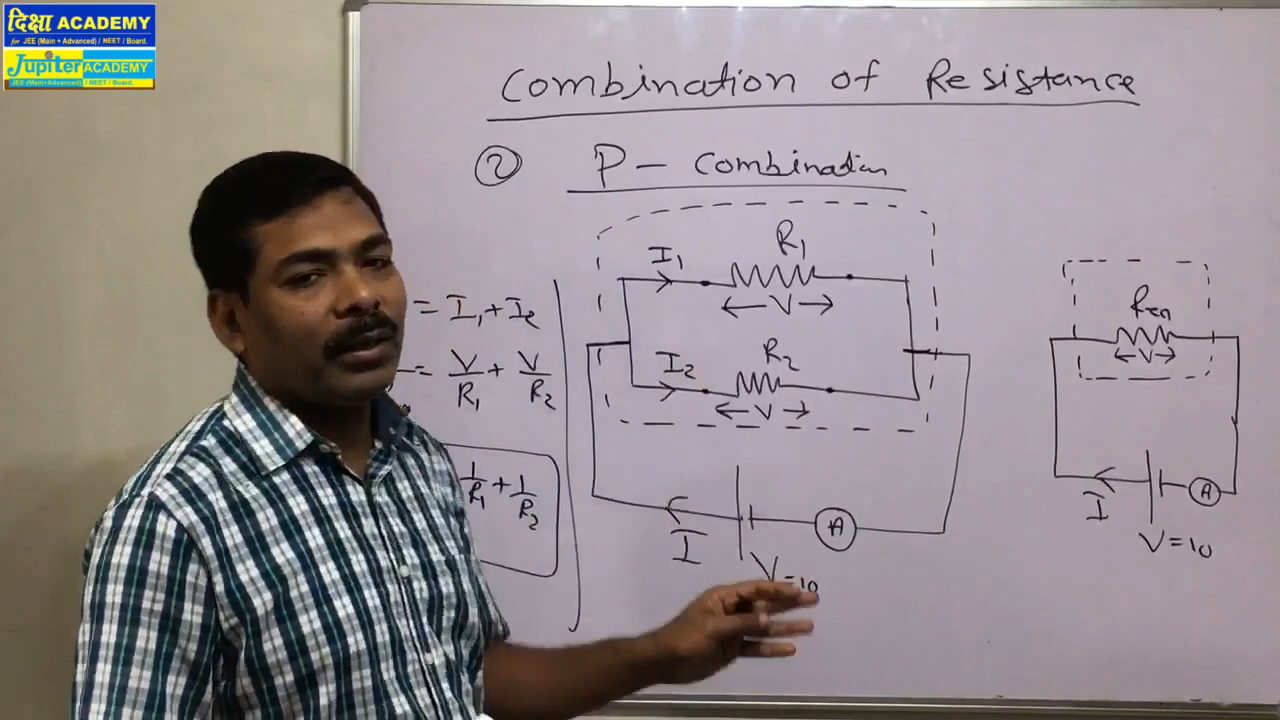 दिक्षा ACADEMY
for JEE (Main + Advanced) / NEET / Board.
Jupiter ACADEMY
JEE (Main+Advanced) / NEET / Board.
Combination of Resistance
② P - Combination
= I₁ + I₂
= V/R₁ + V/R₂
1/R₁ + 1/R₂
I₁
R₁
V
I₂
R₂
V
A
I
V = 10
V
A
I
V = 10